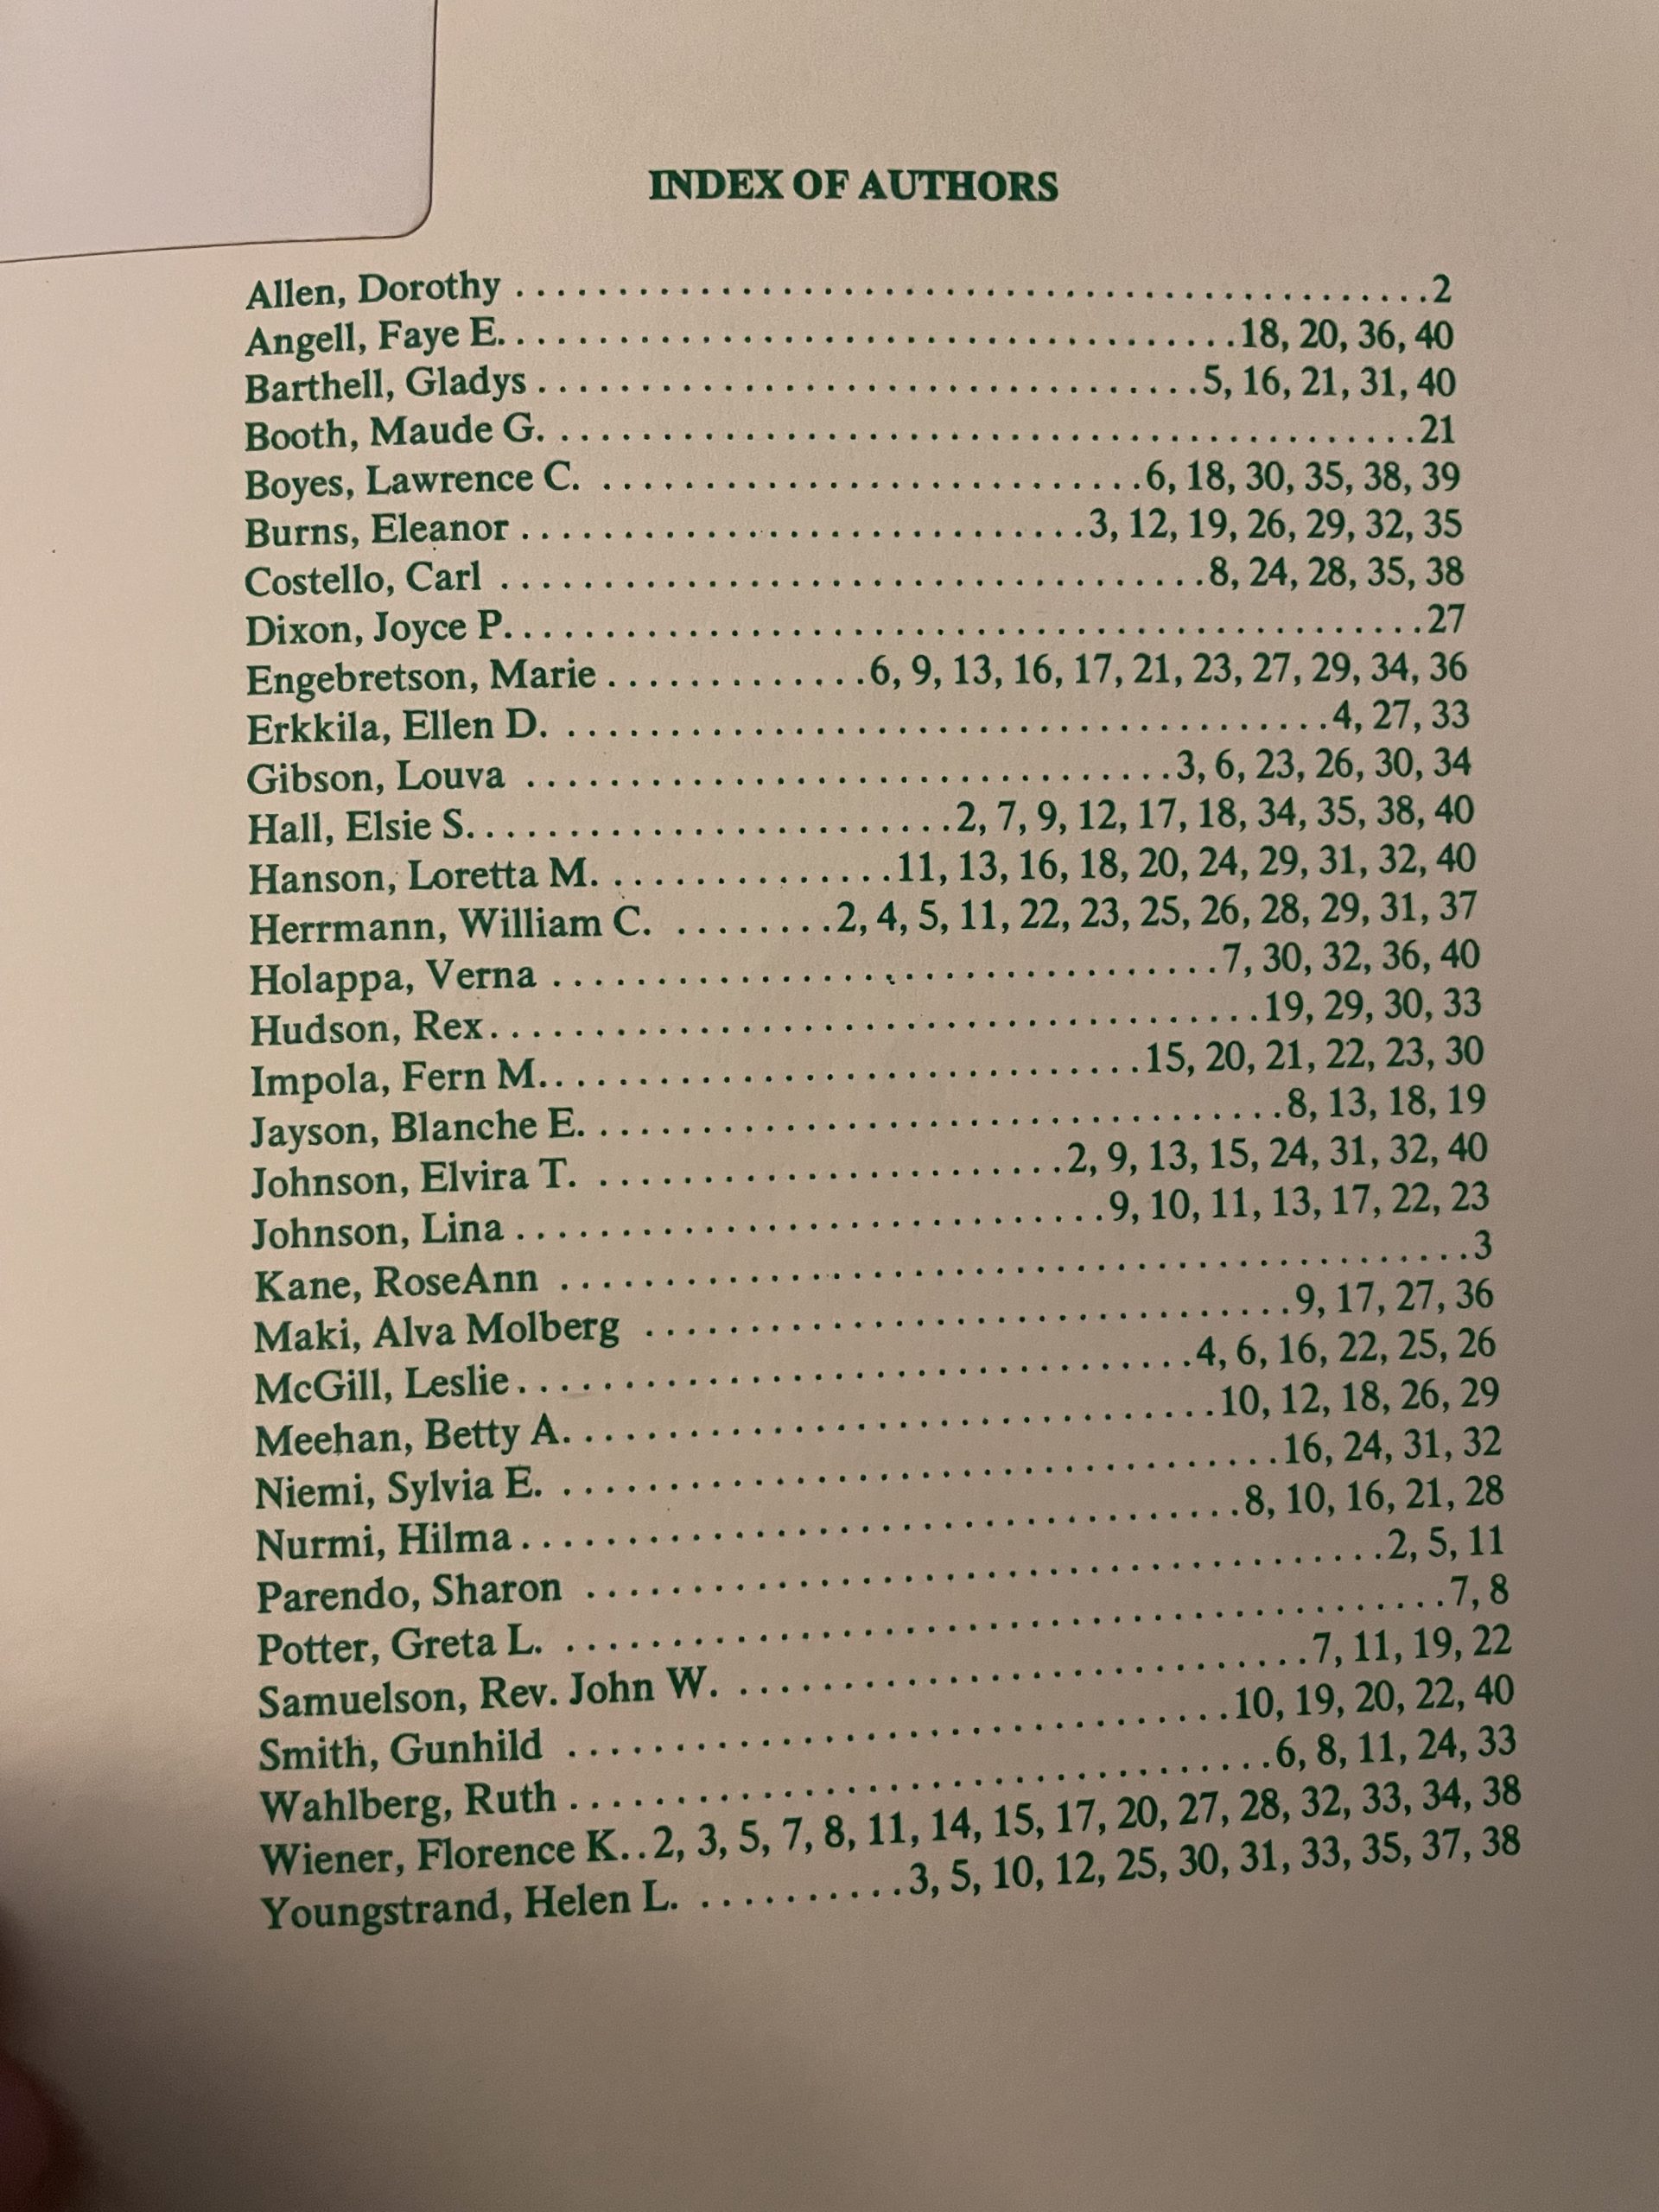 INDEX OF AUTHORS
Allen, Dorothy ............................................2
Angell, Faye E....................................18, 20, 36, 40
Barthell, Gladys ................................5, 16, 21, 31, 40
Booth, Maude G. ..........................................21
Boyes, Lawrence C. ...........................6, 18, 30, 35, 38, 39
Burns, Eleanor ............................3, 12, 19, 26, 29, 32, 35
Costello, Carl ...................................8, 24, 28, 35, 38
Dixon, Joyce P.............................................27
Engebretson, Marie .............6, 9, 13, 16, 17, 21, 23, 27, 29, 34, 36
Erkkila, Ellen D. ......................................4, 27, 33
Gibson, Louva ................................3, 6, 23, 26, 30, 34
Hall, Elsie S........................2, 7, 9, 12, 17, 18, 34, 35, 38, 40
Hanson, Loretta M. ..............11, 13, 16, 18, 20, 24, 29, 31, 32, 40
Herrmann, William C. ........2, 4, 5, 11, 22, 23, 25, 26, 28, 29, 31, 37
Holappa, Verna ................................7, 30, 32, 36, 40
Hudson, Rex.....................................19, 29, 30, 33
Impola, Fern M..............................15, 20, 21, 22, 23, 30
Jayson, Blanche E. .................................8, 13, 18, 19
Johnson, Elvira T. .......................2, 9, 13, 15, 24, 31, 32, 40
Johnson, Lina .............................9, 10, 11, 13, 17, 22, 23
Kane, RoseAnn ............................................3
Maki, Alva Molberg ...............................9, 17, 27, 36
McGill, Leslie.................................4, 6, 16, 22, 25, 26
Meehan, Betty A. ...............................10, 12, 18, 26, 29
Niemi, Sylvia E. ...................................16, 24, 31, 32
Nurmi, Hilma...................................8, 10, 16, 21, 28
Parendo, Sharon ......................................2, 5, 11
Potter, Greta L. ..........................................7, 8
Samuelson, Rev. John W. ............................7, 11, 19, 22
Smith, Gunhild ................................10, 19, 20, 22, 40
Wahlberg, Ruth ..................................6, 8, 11, 24, 33
Wiener, Florence K..2, 3, 5, 7, 8, 11, 14, 15, 17, 20, 27, 28, 32, 33, 34, 38
Youngstrand, Helen L. ..........3, 5, 10, 12, 25, 30, 31, 33, 35, 37, 38